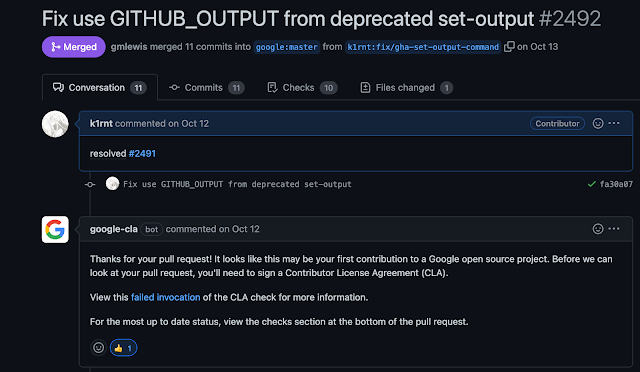 Fix use GITHUB_OUTPUT from deprecated set-output #2492
Merged gmlewis merged 11 commits into google:master from k1rnt:fix/gha-set-output-command on Oct 13
Conversation 11 Commits 11 Checks 10 Files changed 1
k1rnt commented on Oct 12 Contributor
resolved #2491
Fix use GITHUB_OUTPUT from deprecated set-output fa30a07
google-cla bot commented on Oct 12
Thanks for your pull request! It looks like this may be your first contribution to a Google open source project. Before we can
look at your pull request, you'll need to sign a Contributor License Agreement (CLA).
View this failed invocation of the CLA check for more information.
For the most up to date status, view the checks section at the bottom of the pull request.
👍 1